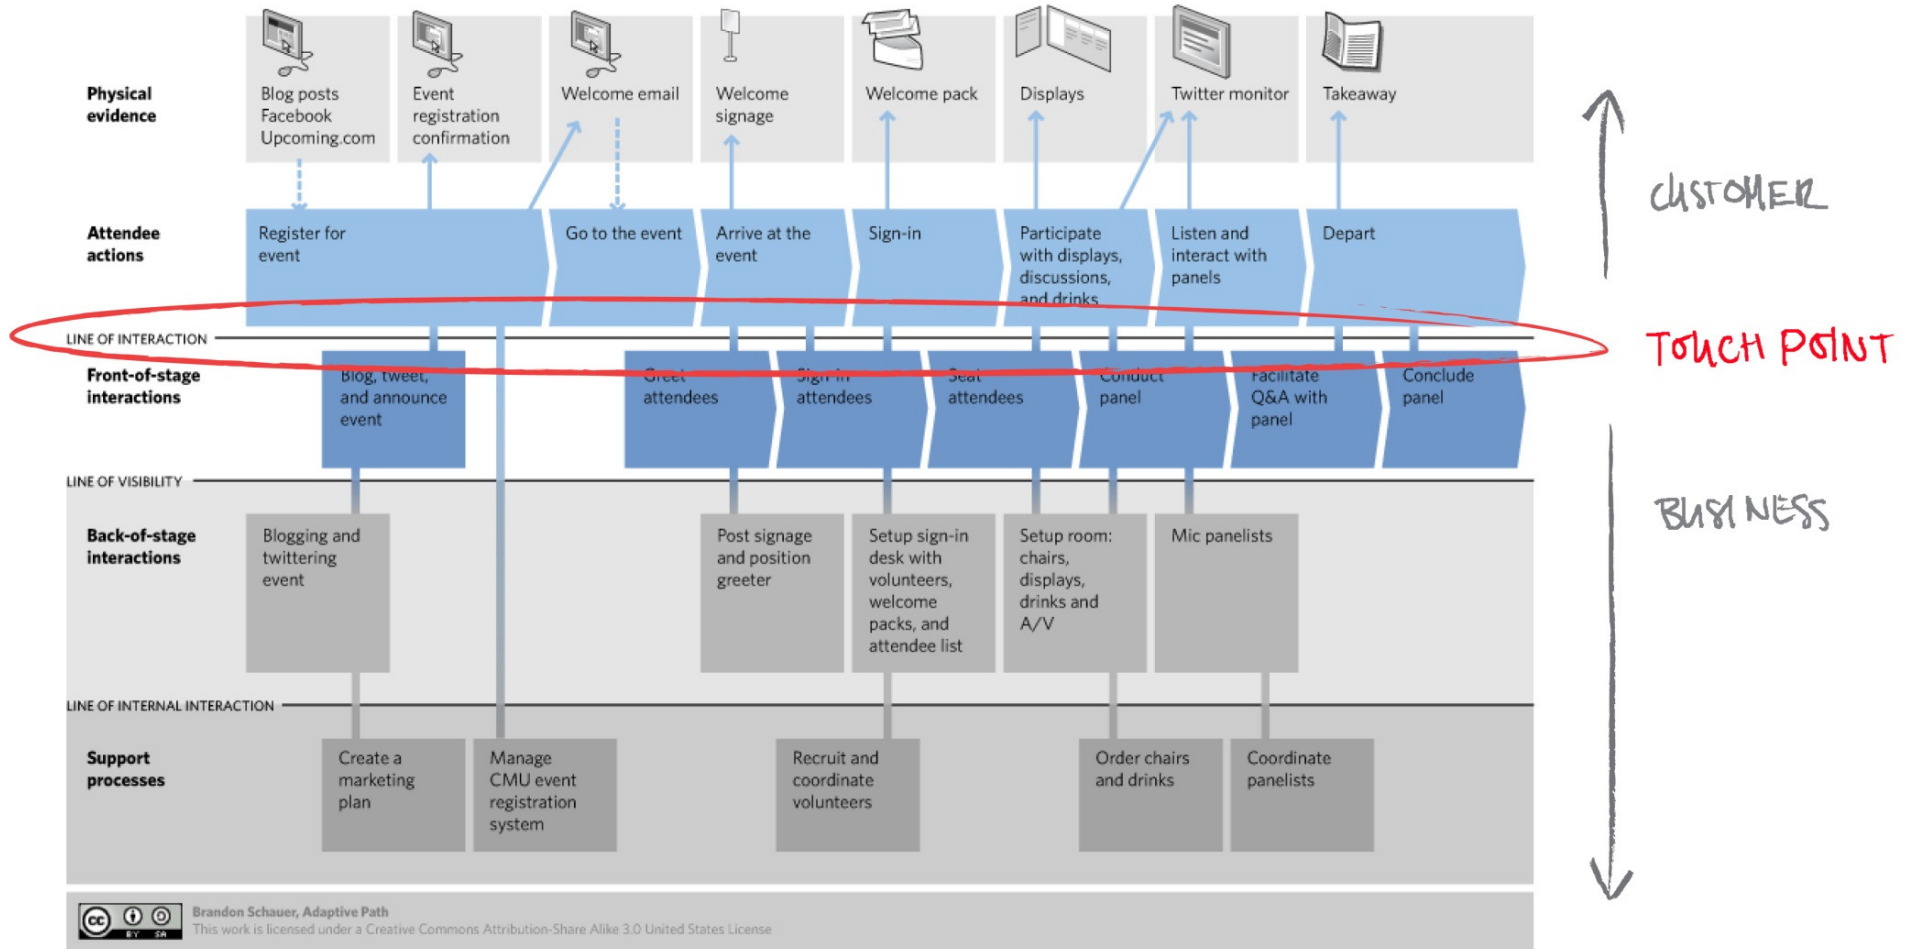 Physical
evidence
Blog posts
Facebook
Upcoming.com
Event
registration
confirmation
Welcome email
Welcome
signage
Welcome pack
Displays
Twitter monitor
Takeaway
CUSTOMER
Attendee
actions
Register for
event
Go to the event
Arrive at the
event
Sign-in
Participate
with displays,
discussions,
and drinks
Listen and
interact with
panels
Depart
LINE OF INTERACTION
TOUCH POINT
Front-of-stage
interactions
Blog, tweet,
and announce
event
Greet
attendees
Sign-in
attendees
Seat
attendees
Conduct
panel
Facilitate
Q&A with
panel
Conclude
panel
LINE OF VISIBILITY
BUSINESS
Back-of-stage
interactions
Blogging and
twittering
event
Post signage
and position
greeter
Setup sign-in
desk with
volunteers,
welcome
packs, and
attendee list
Setup room:
chairs,
displays,
drinks and
A/V
Mic panelists
LINE OF INTERNAL INTERACTION
Support
processes
Create a
marketing
plan
Manage
CMU event
registration
system
Recruit and
coordinate
volunteers
Order chairs
and drinks
Coordinate
panelists
cc
BY SA
Brandon Schauer, Adaptive Path
This work is licensed under a Creative Commons Attribution-Share Alike 3.0 United States License